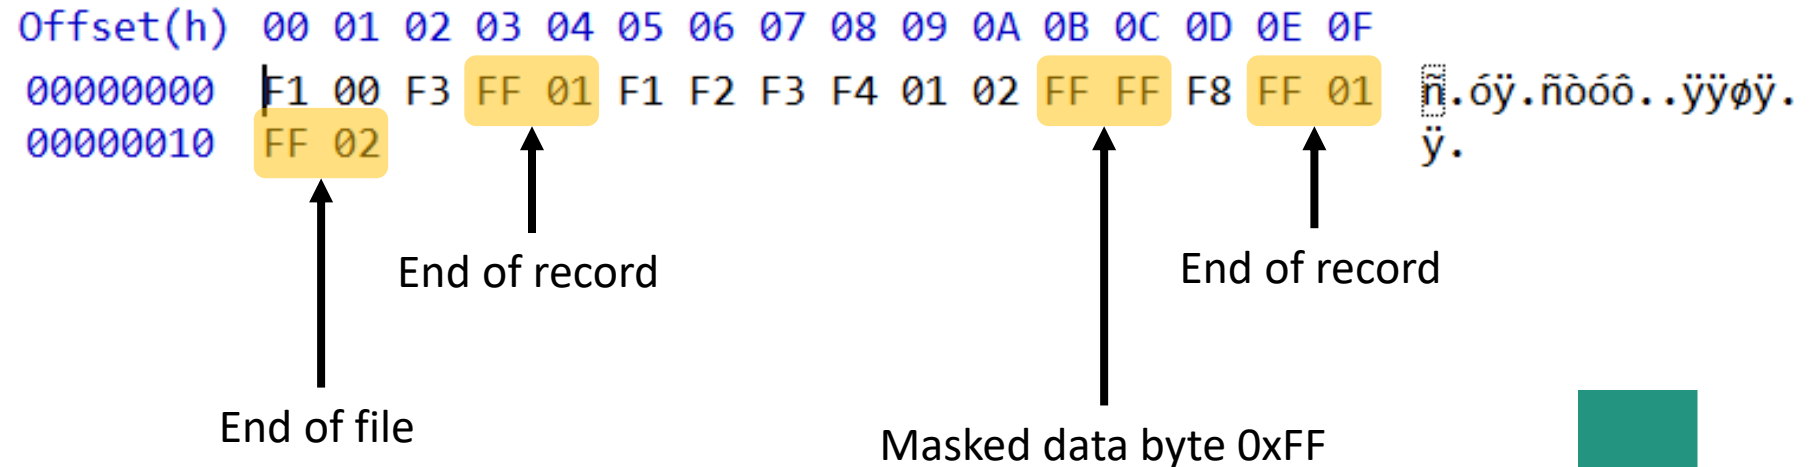 Offset(h) 00 01 02 03 04 05 06 07 08 09 0A 0B 0C 0D 0E 0F
00000000 F1 00 F3 FF 01 F1 F2 F3 F4 01 02 FF FF F8 FF 01 ñ.óÿ.ñòóô..ÿÿøÿ.
00000010 FF 02 ÿ.
End of record End of record
End of file Masked data byte 0xFF